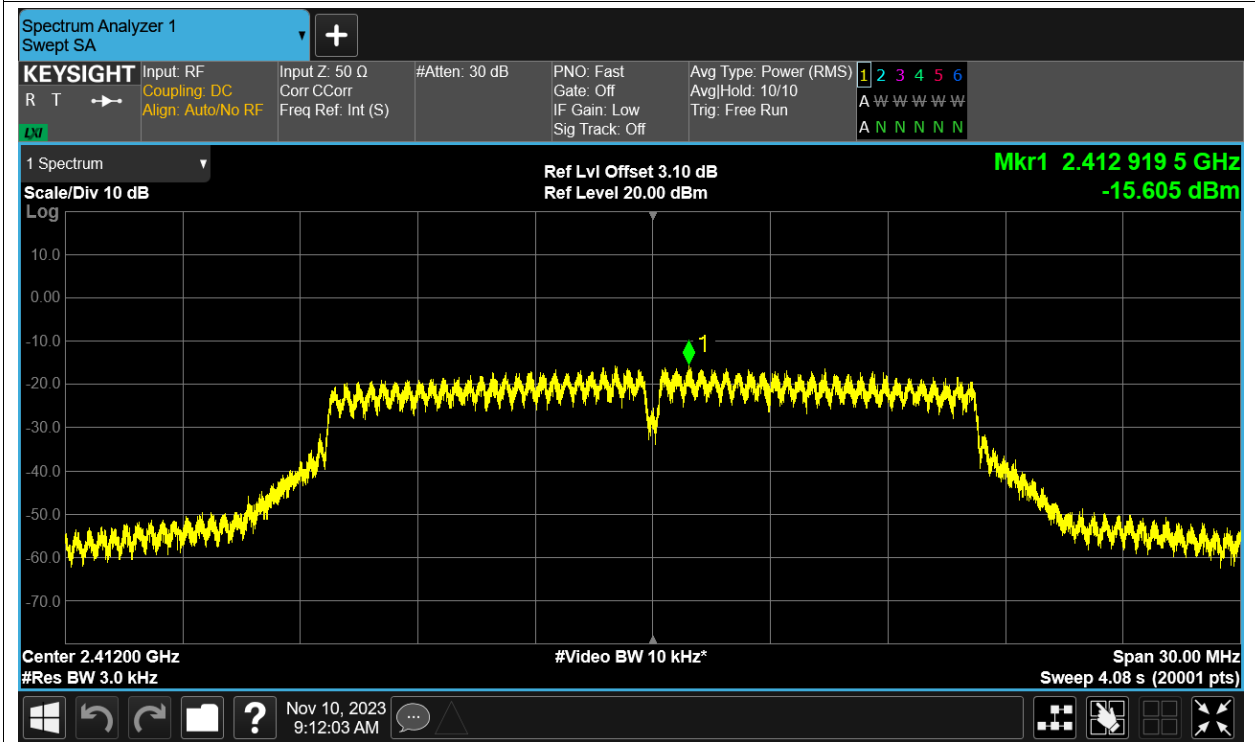 Spectrum Analyzer 1
Swept SA
+
KEYSIGHT
R T
LXI
Input: RF
Coupling: DC
Align: Auto/No RF
Input Z: 50 Ω
Corr CCorr
Freq Ref: Int (S)
#Atten: 30 dB
PNO: Fast
Gate: Off
IF Gain: Low
Sig Track: Off
Avg Type: Power (RMS)
Avg|Hold: 10/10
Trig: Free Run
1 2 3 4 5 6
A W W W W W
A N N N N N
1 Spectrum
Scale/Div 10 dB
Log
Ref Lvl Offset 3.10 dB
Ref Level 20.00 dBm
Mkr1 2.412 919 5 GHz
-15.605 dBm
10.0
0.00
-10.0
-20.0
-30.0
-40.0
-50.0
-60.0
-70.0
1
Center 2.41200 GHz
#Res BW 3.0 kHz
#Video BW 10 kHz*
Span 30.00 MHz
Sweep 4.08 s (20001 pts)
?
Nov 10, 2023
9:12:03 AM